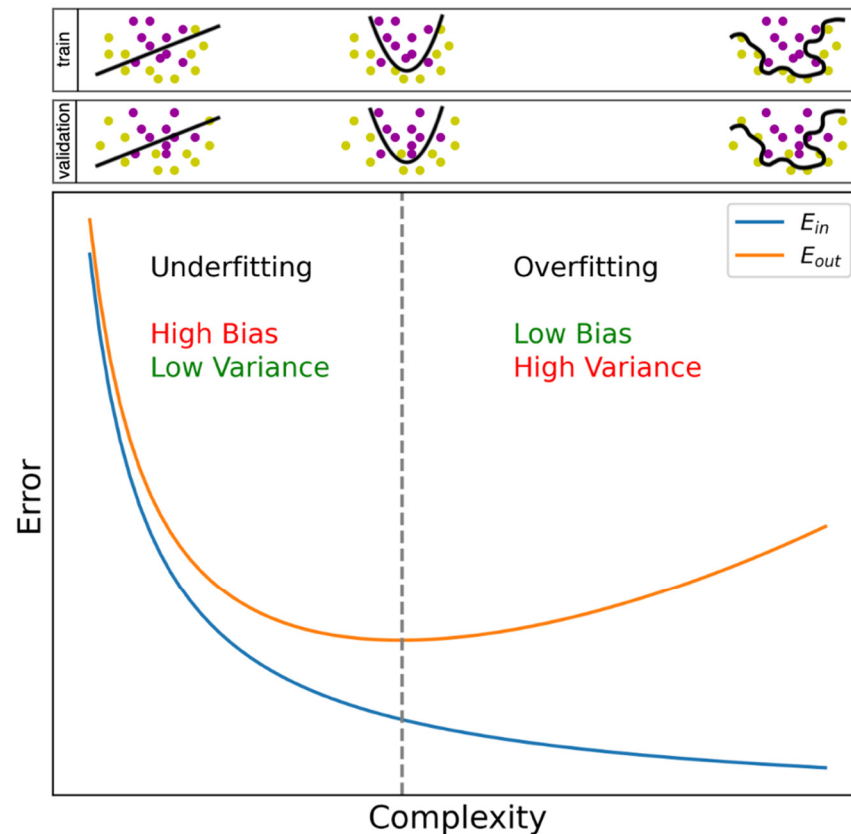 train
validation
E_in
E_out
Underfitting
Overfitting
High Bias
Low Variance
Low Bias
High Variance
Error
Complexity